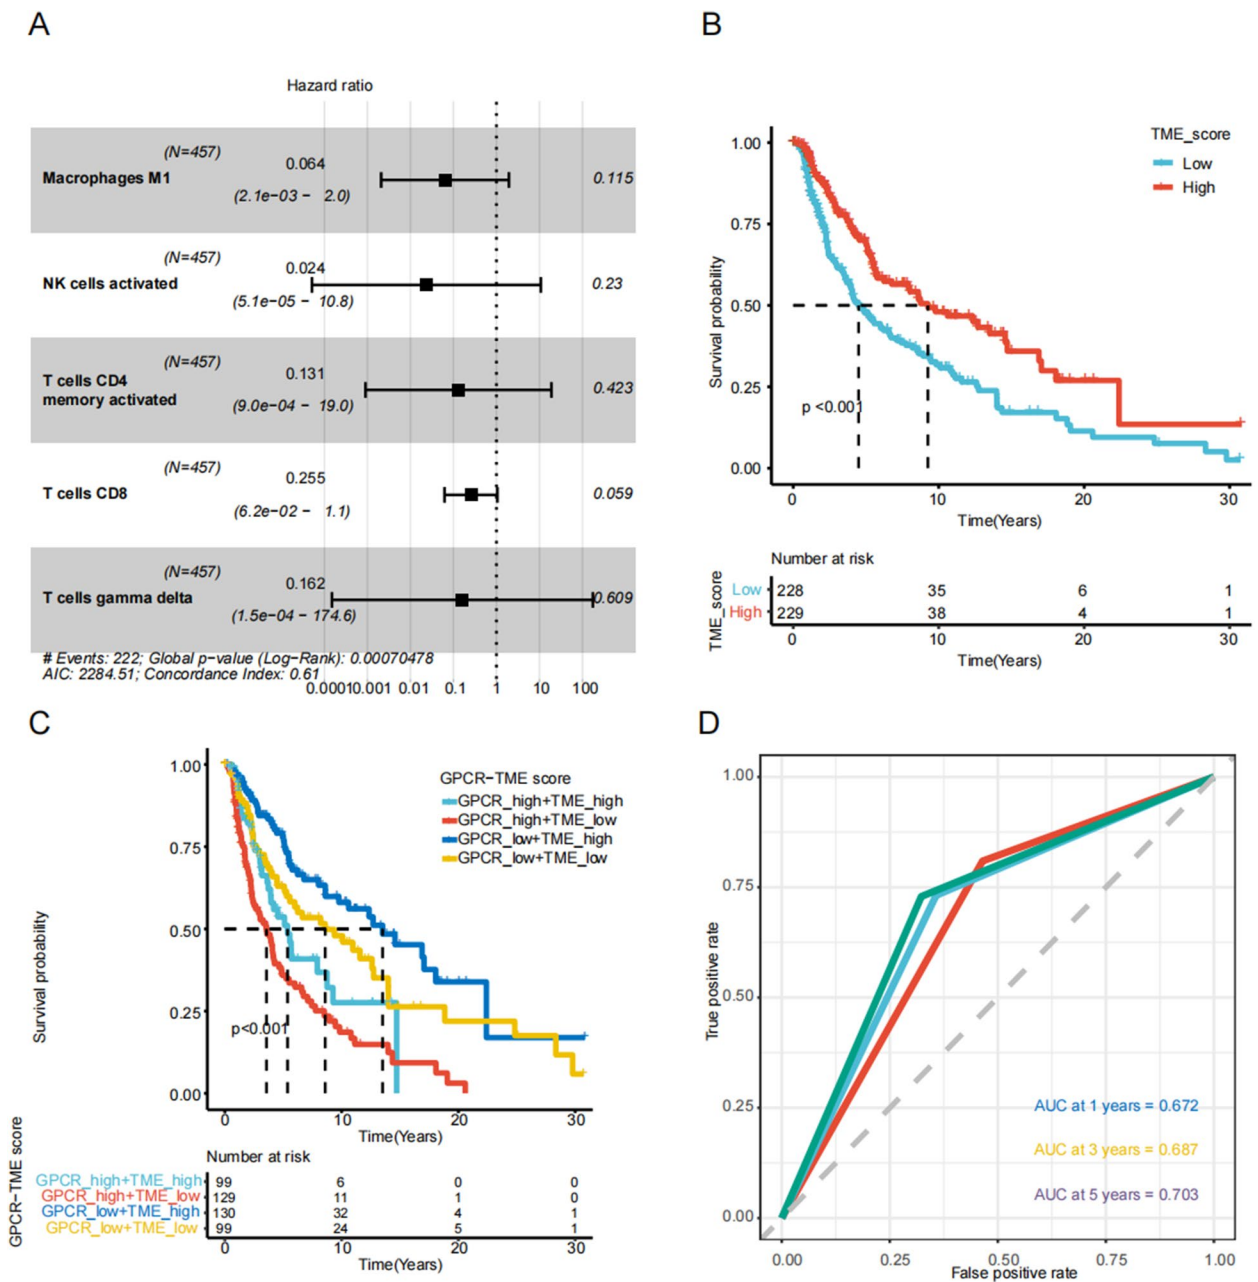 A
Hazard ratio
Macrophages M1
(N=457)
0.064
(2.1e−03 − 2.0)
0.115
NK cells activated
(N=457)
0.024
(5.1e−05 − 10.8)
0.23
T cells CD4
memory activated
(N=457)
0.131
(9.0e−04 − 19.0)
0.423
T cells CD8
(N=457)
0.255
(6.2e−02 − 1.1)
0.059
T cells gamma delta
(N=457)
0.162
(1.5e−04 − 174.6)
0.609
# Events: 222; Global p−value (Log−Rank): 0.00070478
AIC: 2284.51; Concordance Index: 0.61
0.0001 0.001 0.01 0.1 1 10 100
B
TME_score
Low
High
Survival probability
1.00
0.75
0.50
0.25
0.00
p <0.001
0 10 20 30
Time(Years)
Number at risk
TME_score
Low 228 35 6 1
High 229 38 4 1
0 10 20 30
Time(Years)
C
GPCR−TME score
GPCR_high+TME_high
GPCR_high+TME_low
GPCR_low+TME_high
GPCR_low+TME_low
Survival probability
1.00
0.75
0.50
0.25
0.00
p<0.001
0 10 20 30
Time(Years)
Number at risk
GPCR−TME score
GPCR_high+TME_high 99 6 0 0
GPCR_high+TME_low 129 11 1 0
GPCR_low+TME_high 130 32 4 1
GPCR_low+TME_low 99 24 5 1
0 10 20 30
Time(Years)
D
True positive rate
1.00
0.75
0.50
0.25
0.00
AUC at 1 years = 0.672
AUC at 3 years = 0.687
AUC at 5 years = 0.703
0.00 0.25 0.50 0.75 1.00
False positive rate